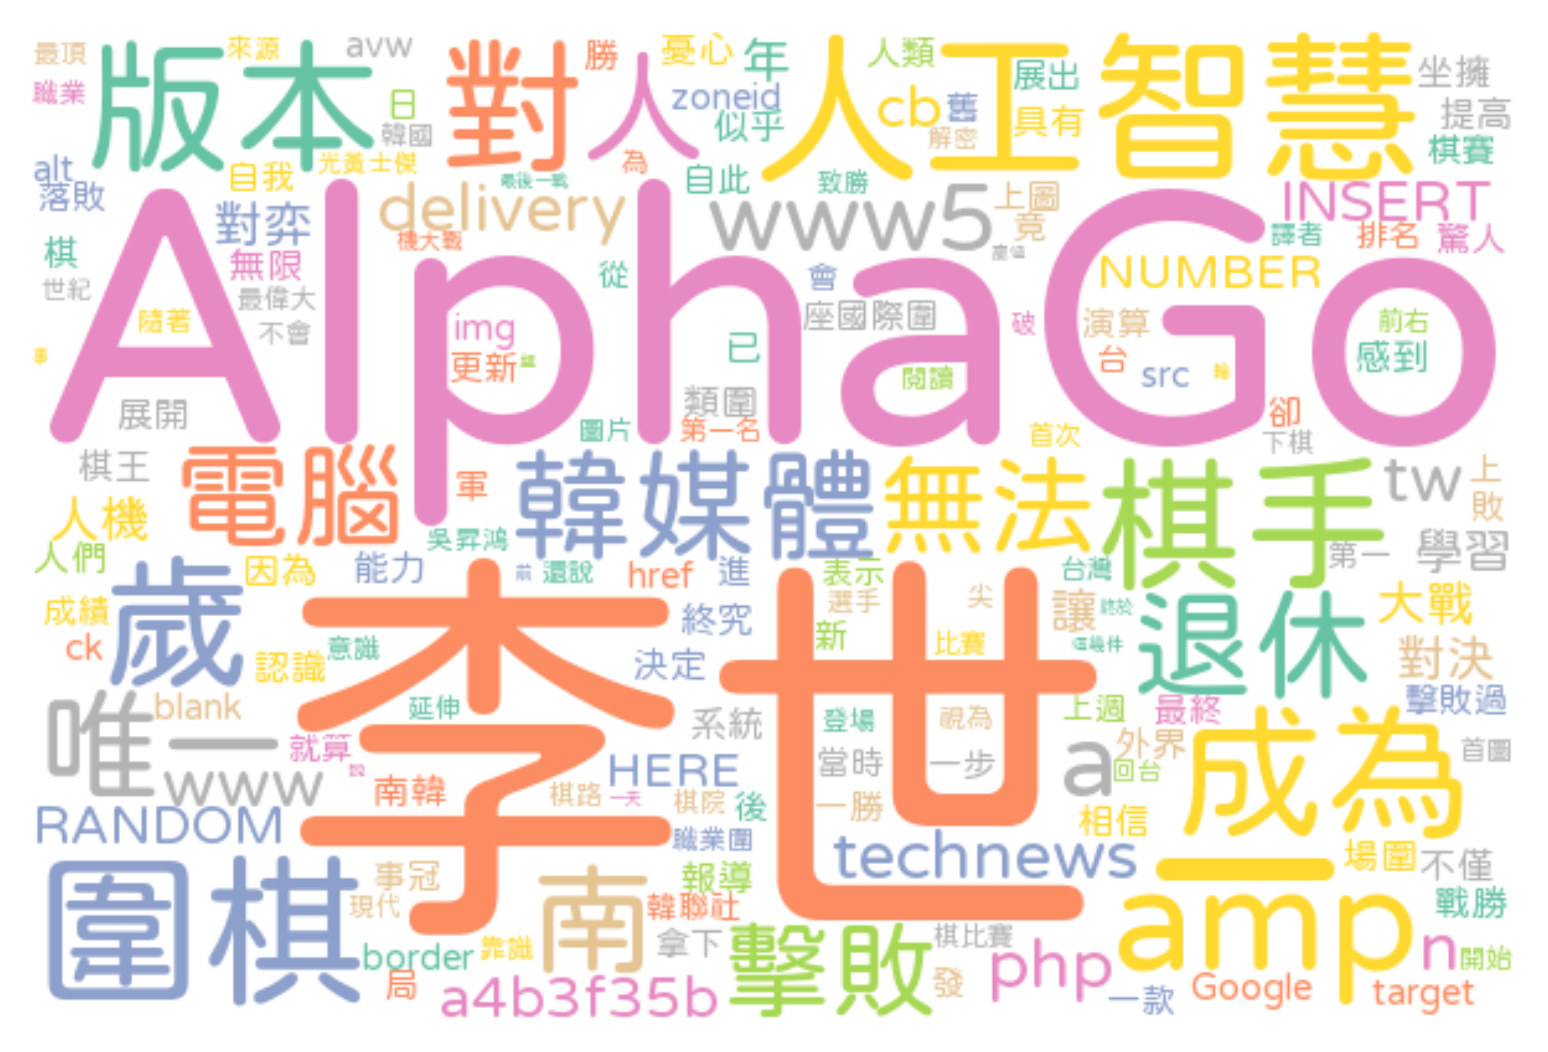 最頂 來源 avw 勝 憂心 年 人類 展出 坐擁
版本 對 人 人工智慧
職業 日 zoneid cb 舊 具有 提高
韓國 似乎 解密 棋賽
alt 自我 光黃士傑 為 自此 致勝
落敗 最後一戰 上圖 INSERT
對弈 delivery www5 竟 譯者 排名 驚人
棋 無限 機大戰 從 會 NUMBER
世紀 最偉大 座國際圍
AlphaGo
隨著 不會 img 已 破 演算 前右
更新 閱讀 台 src 感到
展開 類圍 卻
圖片 第一名 首次 下棋
棋王 電腦 軍 韓媒體 無法 棋手 tw 上
人機 敗
人們 吳昇鴻 第一 學習
因為 能力 還說 href 進 表示 台灣
成績 歲 選手 尖 讓 退休 大戰
李世
ck 認識 意識 終究 新 比賽 對決
決定
blank 延伸 上週 最終 擊敗過
唯一 就算 系統 登場 視為 外界 成為 首圖
www 南韓 HERE 當時 一步 a 回台
棋路 一天 棋院 後 一勝
RANDOM 職業團 相信
technews 場圍 不僅
圍棋 事冠 南 報導 一
現代 韓聯社 amp 戰勝
border 靠識 拿下 擊敗 棋比賽 php n 開始
局 a4b3f35b 發 一款 Google target